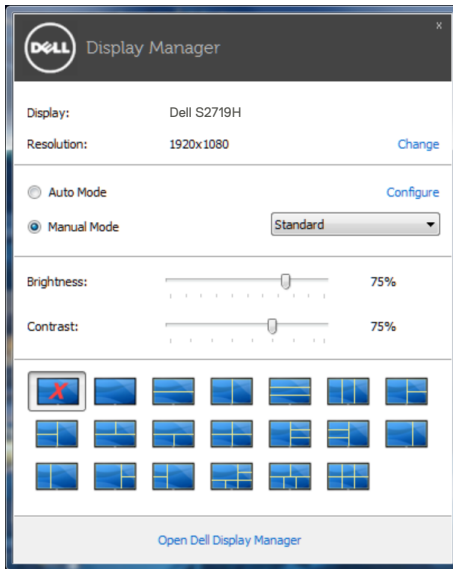 DELL Display Manager x
Display: Dell S2719H
Resolution: 1920x1080 Change
Auto Mode Configure
Manual Mode Standard
Brightness: 75%
Contrast: 75%
Open Dell Display Manager